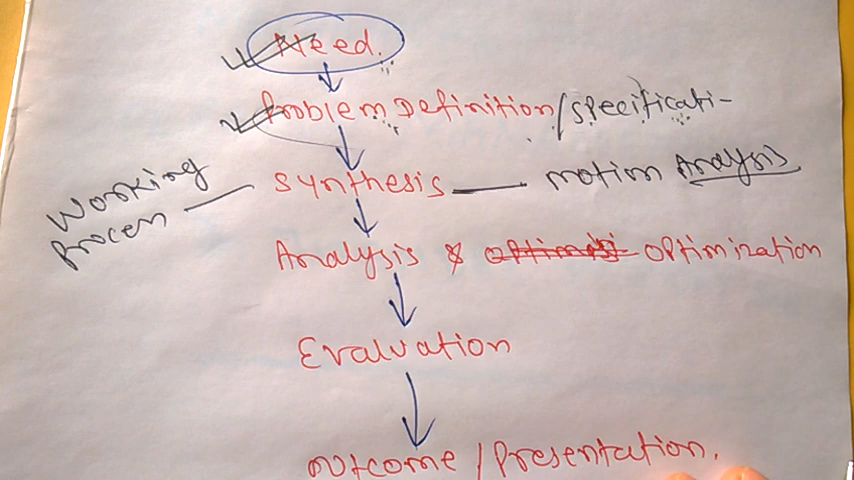 Need.
Problem Definition/specificati-
Working Process — Synthesis — motion Analysis
Analysis & optimization
Evaluation
outcome/Presentation.